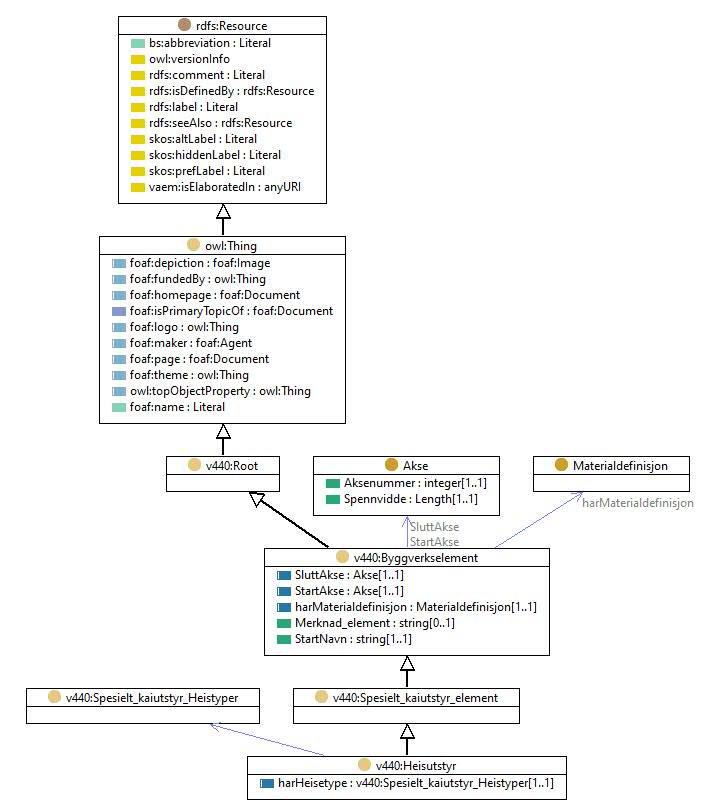 rdfs:Resource
bs:abbreviation : Literal
owl:versionInfo
rdfs:comment : Literal
rdfs:isDefinedBy : rdfs:Resource
rdfs:label : Literal
rdfs:seeAlso : rdfs:Resource
skos:altLabel : Literal
skos:hiddenLabel : Literal
skos:prefLabel : Literal
vaem:isElaboratedIn : anyURI
owl:Thing
foaf:depiction : foaf:Image
foaf:fundedBy : owl:Thing
foaf:homepage : foaf:Document
foaf:isPrimaryTopicOf : foaf:Document
foaf:logo : owl:Thing
foaf:maker : foaf:Agent
foaf:page : foaf:Document
foaf:theme : owl:Thing
owl:topObjectProperty : owl:Thing
foaf:name : Literal
v440:Root
Akse
Aksenummer : integer[1..1]
Spennvidde : Length[1..1]
Materialdefinisjon
harMaterialdefinisjon
SluttAkse
StartAkse
v440:Byggverkselement
SluttAkse : Akse[1..1]
StartAkse : Akse[1..1]
harMaterialdefinisjon : Materialdefinisjon[1..1]
Merknad_element : string[0..1]
StartNavn : string[1..1]
v440:Spesielt_kaiutstyr_Heistyper
v440:Spesielt_kaiutstyr_element
v440:Heisutstyr
harHeisetype : v440:Spesielt_kaiutstyr_Heistyper[1..1]